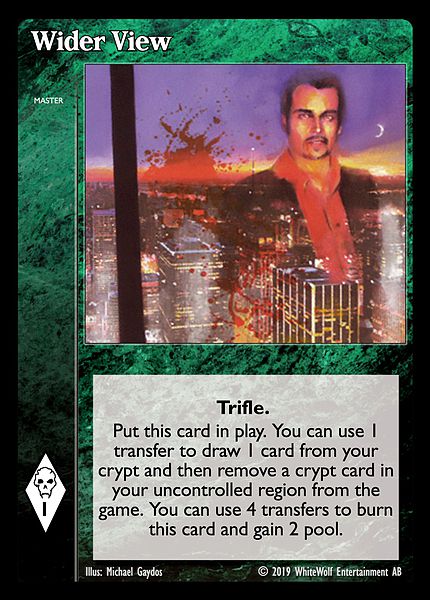 Wider View
MASTER
Trifle.
Put this card in play. You can use 1
transfer to draw 1 card from your
crypt and then remove a crypt card in
your uncontrolled region from the
game. You can use 4 transfers to burn
this card and gain 2 pool.
1
Illus: Michael Gaydos © 2019 WhiteWolf Entertainment AB